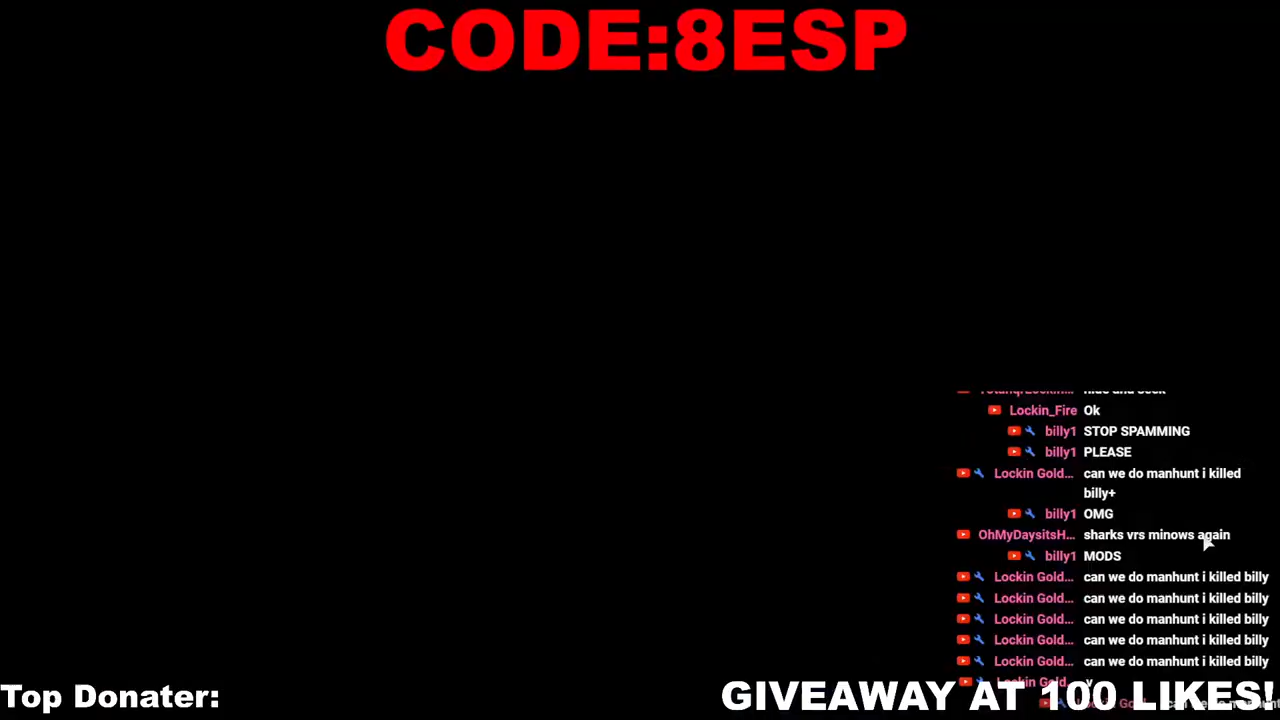 CODE:8ESP
Lockin_Fire Ok
billy1 STOP SPAMMING
billy1 PLEASE
Lockin Gold... can we do manhunt i killed
billy+
billy1 OMG
OhMyDaysitsH... sharks vrs minows again
billy1 MODS
Lockin Gold... can we do manhunt i killed billy
Lockin Gold... can we do manhunt i killed billy
Lockin Gold... can we do manhunt i killed billy
Lockin Gold... can we do manhunt i killed billy
Lockin Gold... can we do manhunt i killed billy
Lockin Gold...
Top Donater:
GIVEAWAY AT 100 LIKES!